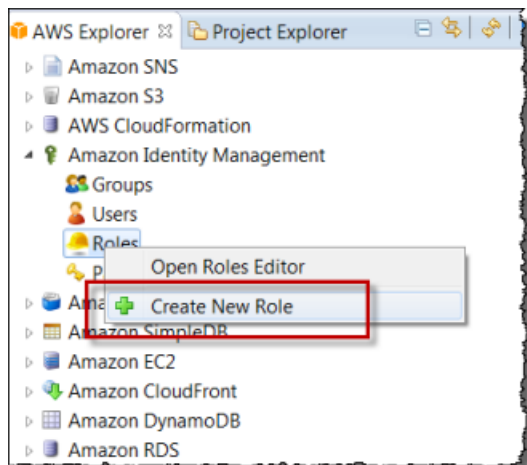 AWS Explorer Project Explorer
Amazon SNS
Amazon S3
AWS CloudFormation
Amazon Identity Management
Groups
Users
Roles
Open Roles Editor
P
Ama Create New Role
Amazon SimpleDB
Amazon EC2
Amazon CloudFront
Amazon DynamoDB
Amazon RDS